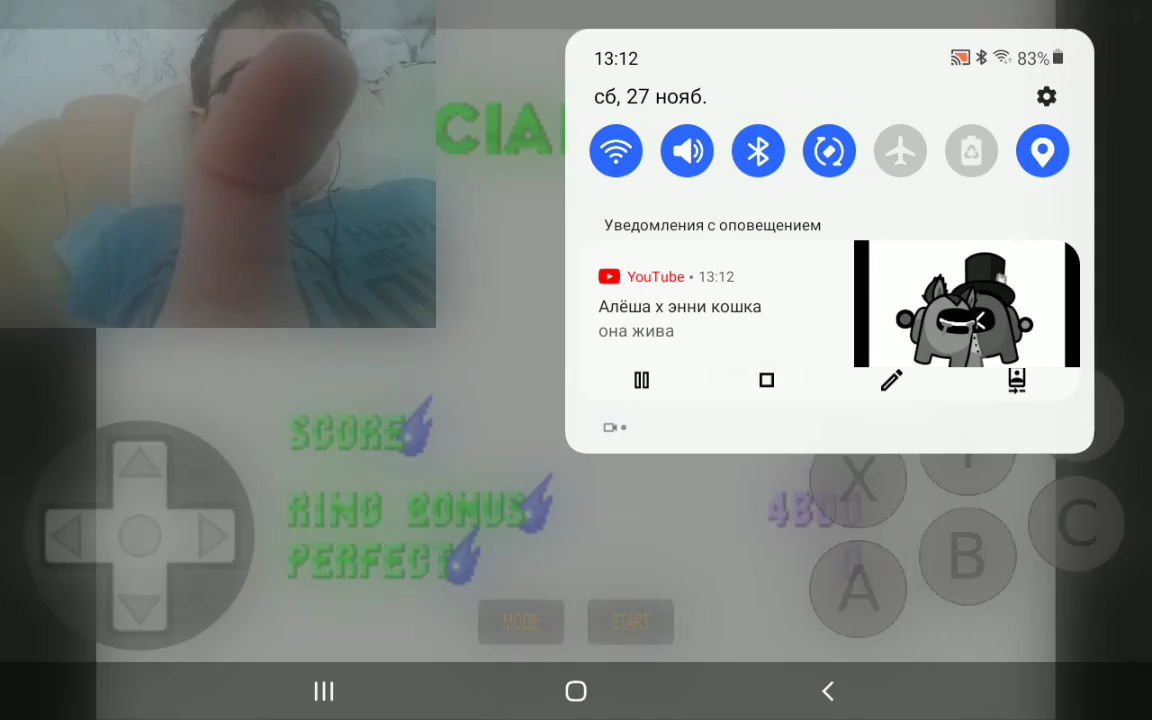 13:12
83%
сб, 27 нояб.
CIA
Уведомления с оповещением
YouTube • 13:12
Алёша х энни кошка
она жива
SCORE
RING BONUS
PERFECT
0
X
Y
C
A
B
MODE
START